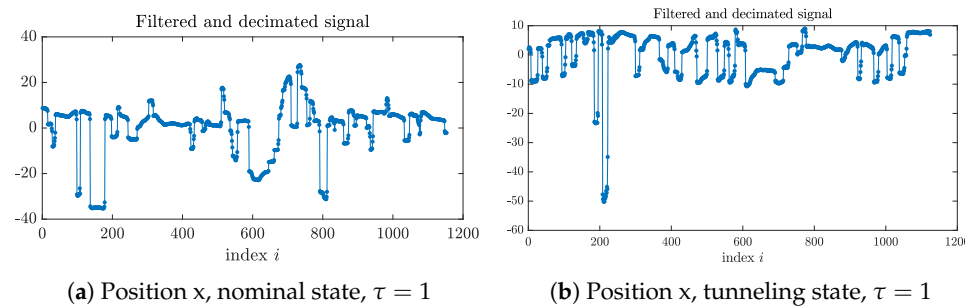 Filtered and decimated signal
40
20
0
-20
-40
0 200 400 600 800 1000 1200
index i
(a) Position x, nominal state, τ = 1
Filtered and decimated signal
10
0
-10
-20
-30
-40
-50
-60
0 200 400 600 800 1000 1200
index i
(b) Position x, tunneling state, τ = 1